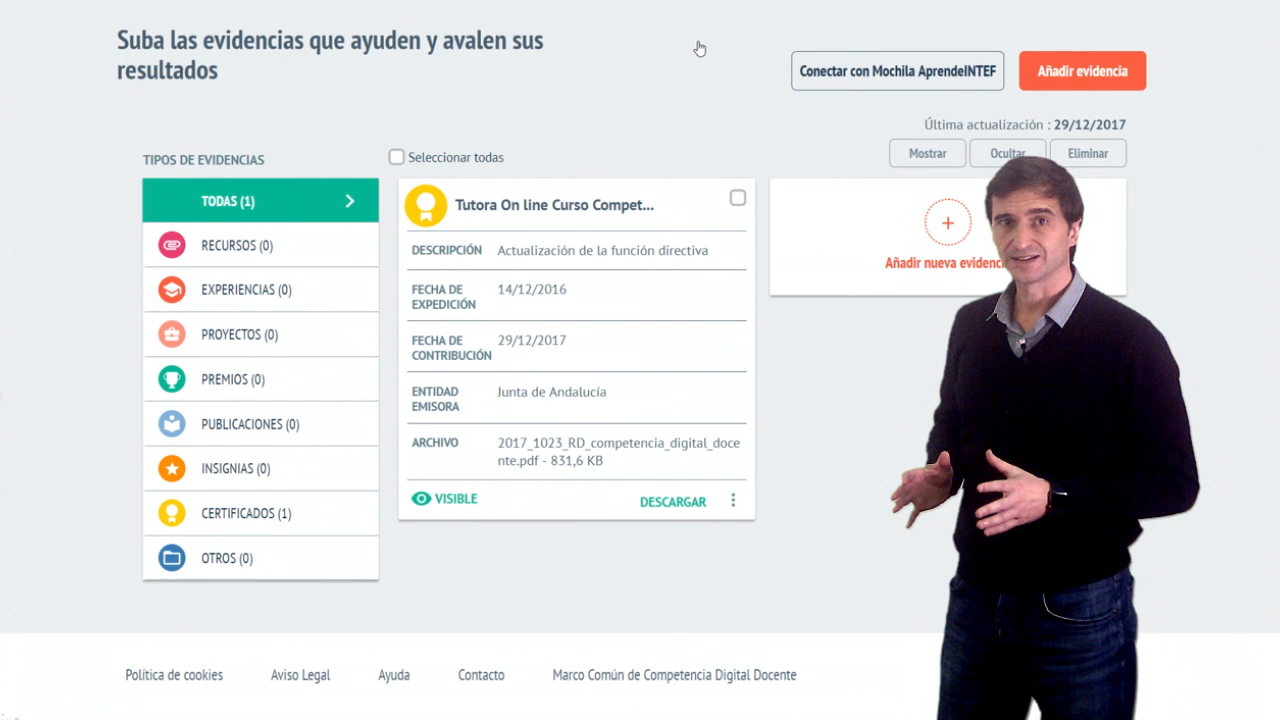 Suba las evidencias que ayuden y avalen sus
resultados
Conectar con Mochila AprendeINTEF
Añadir evidencia
Última actualización : 29/12/2017
Mostrar
Ocultar
Eliminar
TIPOS DE EVIDENCIAS
Seleccionar todas
TODAS (1)
RECURSOS (0)
EXPERIENCIAS (0)
PROYECTOS (0)
PREMIOS (0)
PUBLICACIONES (0)
INSIGNIAS (0)
CERTIFICADOS (1)
OTROS (0)
Tutora On line Curso Compet...
DESCRIPCIÓN Actualización de la función directiva
FECHA DE
EXPEDICIÓN
14/12/2016
FECHA DE
CONTRIBUCIÓN
29/12/2017
ENTIDAD
EMISORA
Junta de Andalucía
ARCHIVO
2017_1023_RD_competencia_digital_doce
nte.pdf - 831,6 KB
VISIBLE
DESCARGAR
Añadir nueva evidenc
Política de cookies
Aviso Legal
Ayuda
Contacto
Marco Común de Competencia Digital Docente